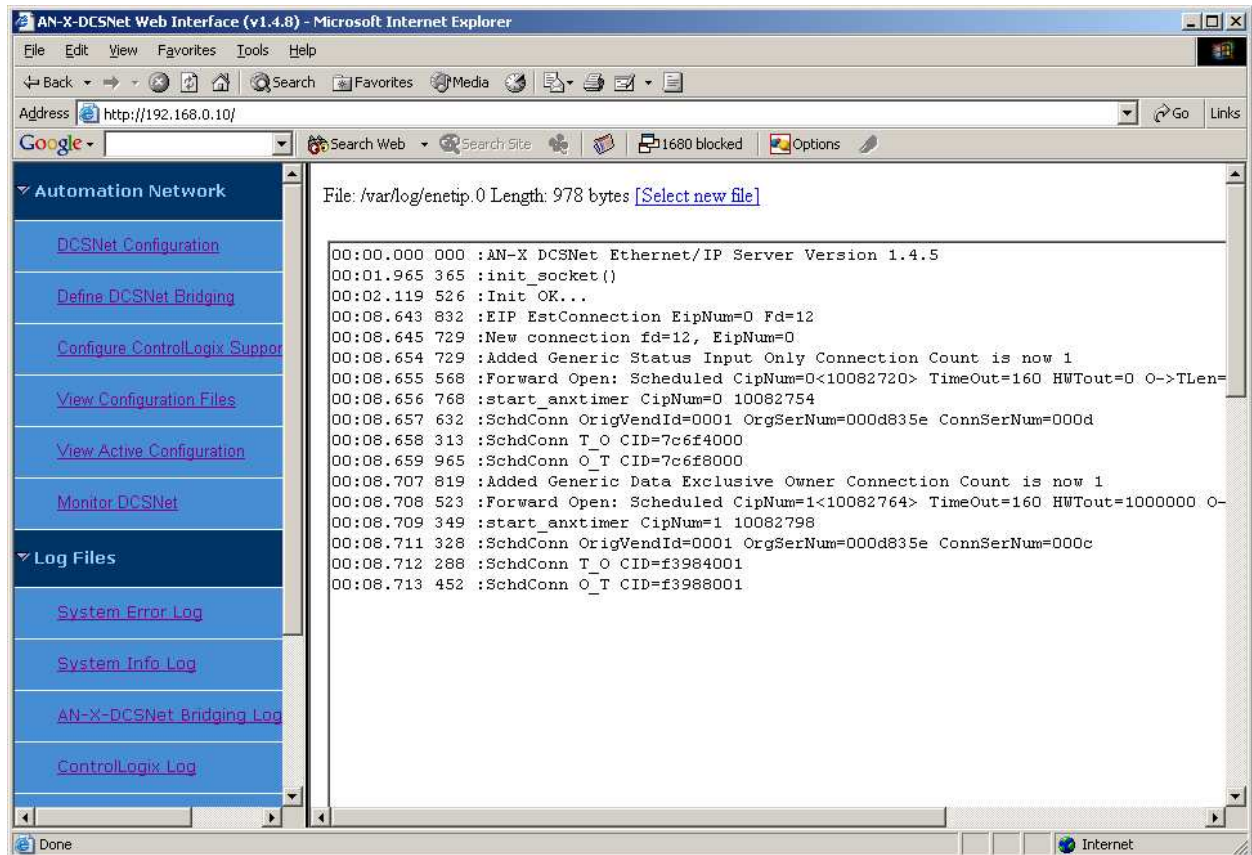 AN-X-DCSNet Web Interface (v1.4.8) - Microsoft Internet Explorer
File Edit View Favorites Tools Help
Back Search Favorites Media
Address http://192.168.0.10/ Go Links
Google Search Web Search Site 1680 blocked Options
Automation Network
DCSNet Configuration
Define DCSNet Bridging
Configure ControlLogix Suppor
View Configuration Files
View Active Configuration
Monitor DCSNet
Log Files
System Error Log
System Info Log
AN-X-DCSNet Bridging Log
ControlLogix Log
File: /var/log/enetip.0 Length: 978 bytes [Select new file]
00:00.000 000 :AN-X DCSNet Ethernet/IP Server Version 1.4.5
00:01.965 365 :init_socket()
00:02.119 526 :Init OK...
00:08.643 832 :EIP EstConnection EipNum=0 Fd=12
00:08.645 729 :New connection fd=12, EipNum=0
00:08.654 729 :Added Generic Status Input Only Connection Count is now 1
00:08.655 568 :Forward Open: Scheduled CipNum=0<10082720> TimeOut=160 HWTout=0 O->TLen=
00:08.656 768 :start_anxtimer CipNum=0 10082754
00:08.657 632 :SchdConn OrigVendId=0001 OrgSerNum=000d835e ConnSerNum=000d
00:08.658 313 :SchdConn T_O CID=7c6f4000
00:08.659 965 :SchdConn O_T CID=7c6f8000
00:08.707 819 :Added Generic Data Exclusive Owner Connection Count is now 1
00:08.708 523 :Forward Open: Scheduled CipNum=1<10082764> TimeOut=160 HWTout=1000000 O-
00:08.709 349 :start_anxtimer CipNum=1 10082798
00:08.711 328 :SchdConn OrigVendId=0001 OrgSerNum=000d835e ConnSerNum=000c
00:08.712 288 :SchdConn T_O CID=f3984001
00:08.713 452 :SchdConn O_T CID=f3988001
Done Internet